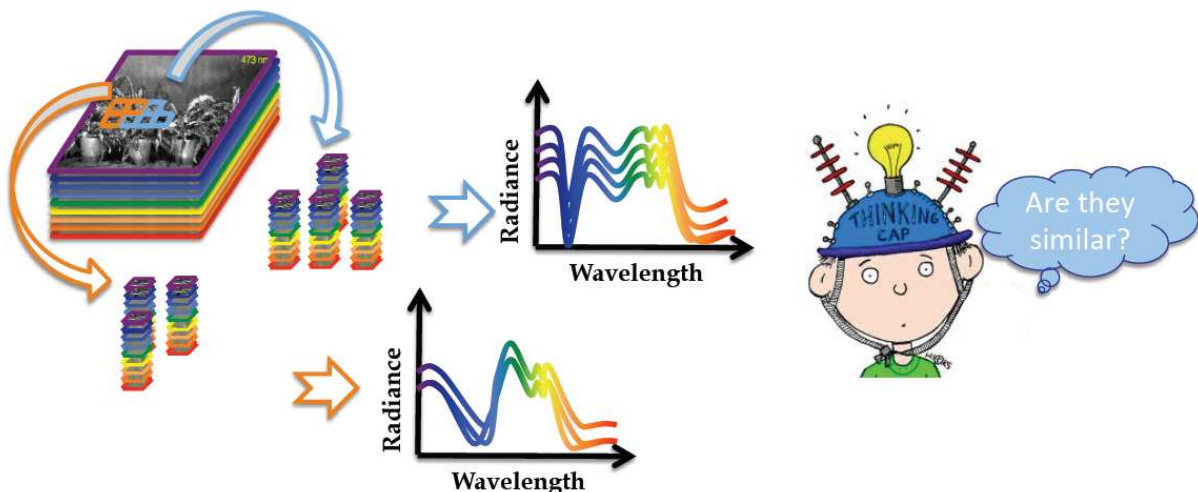 473 nm
Radiance
Wavelength
Radiance
Wavelength
THINKING
CAP
Are they
similar?